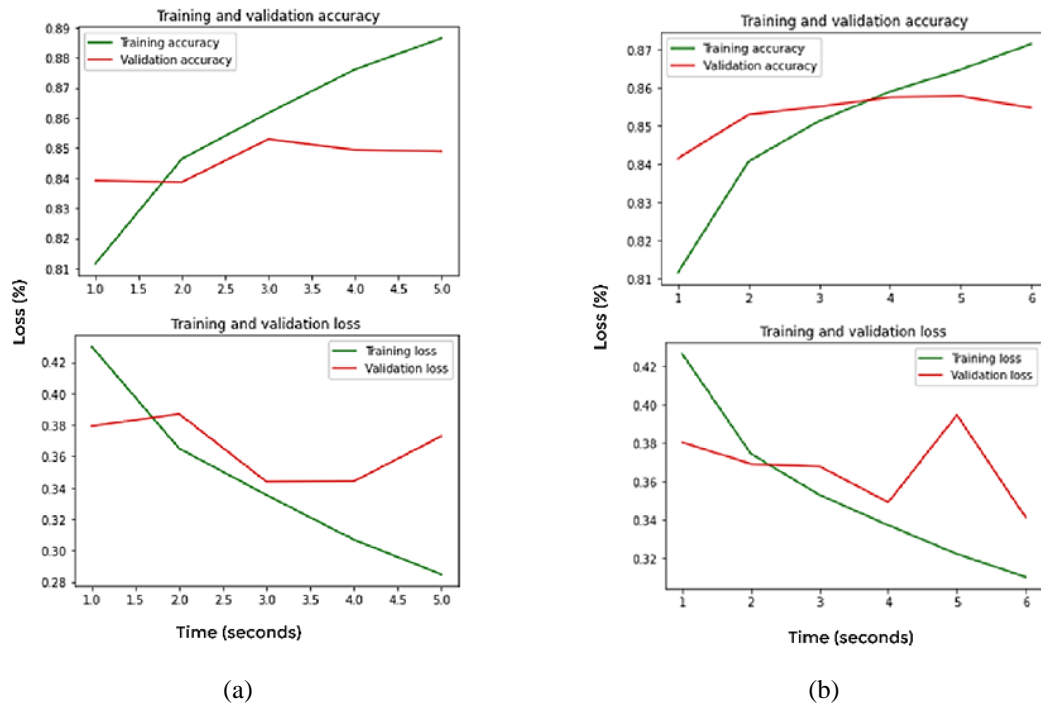 Training and validation accuracy
0.89
0.88
0.87
0.86
0.85
0.84
0.83
0.82
0.81
Training accuracy
Validation accuracy
1.0 1.5 2.0 2.5 3.0 3.5 4.0 4.5 5.0
Loss (%)
Training and validation loss
0.42
0.40
0.38
0.36
0.34
0.32
0.30
0.28
Training loss
Validation loss
1.0 1.5 2.0 2.5 3.0 3.5 4.0 4.5 5.0
Time (seconds)
(a)
Training and validation accuracy
0.87
0.86
0.85
0.84
0.83
0.82
0.81
Training accuracy
Validation accuracy
1 2 3 4 5 6
Loss (%)
Training and validation loss
0.42
0.40
0.38
0.36
0.34
0.32
Training loss
Validation loss
1 2 3 4 5 6
Time (seconds)
(b)